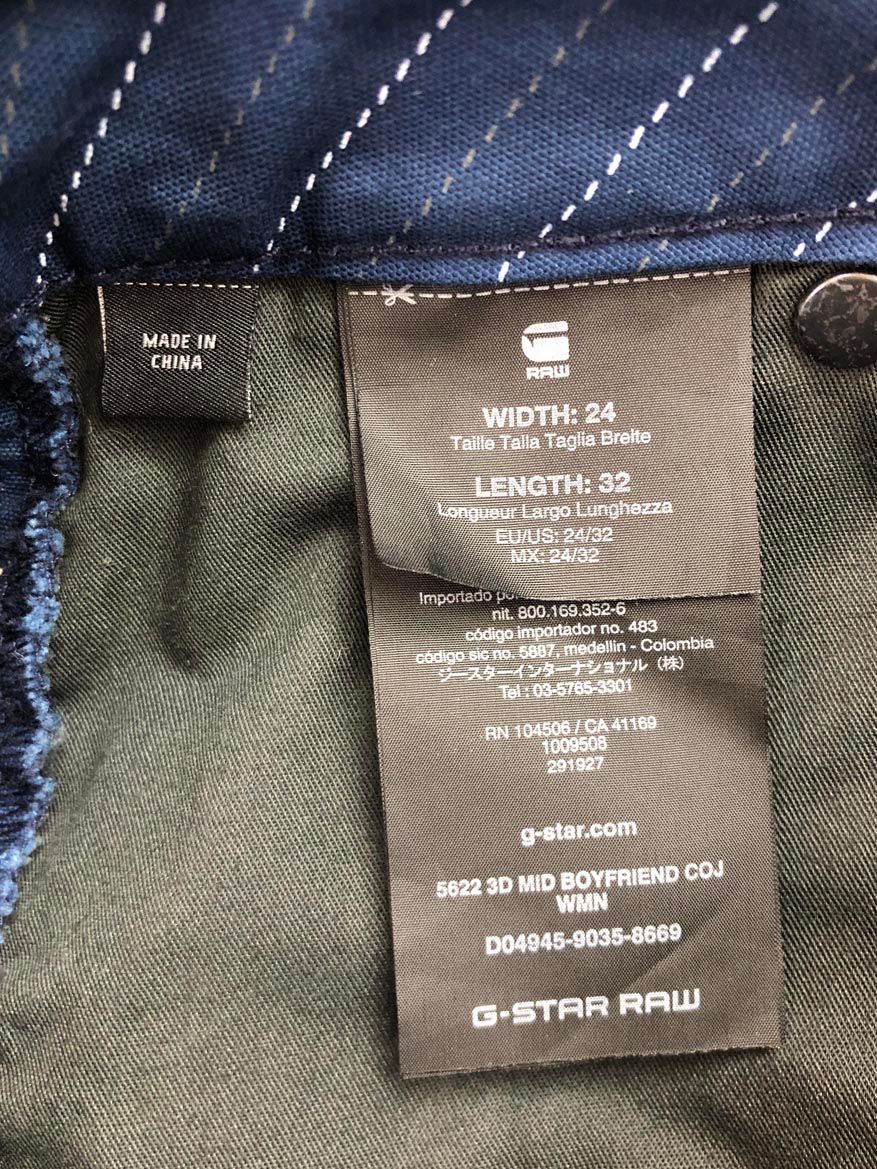 MADE IN
CHINA
RAW
WIDTH: 24
Taille Talla Taglia Breite
LENGTH: 32
Longueur Largo Lunghezza
EU/US: 24/32
MX: 24/32
Importado
nit. 800.169.352-6
código importador no. 483
código sic no. 5887, medellin - Colombia
ジースターインターナショナル（株）
Tel : 03-5765-3301
RN 104506 / CA 41169
1009506
291927
g-star.com
5622 3D MID BOYFRIEND COJ
WMN
D04945-9035-8669
G-STAR RAW